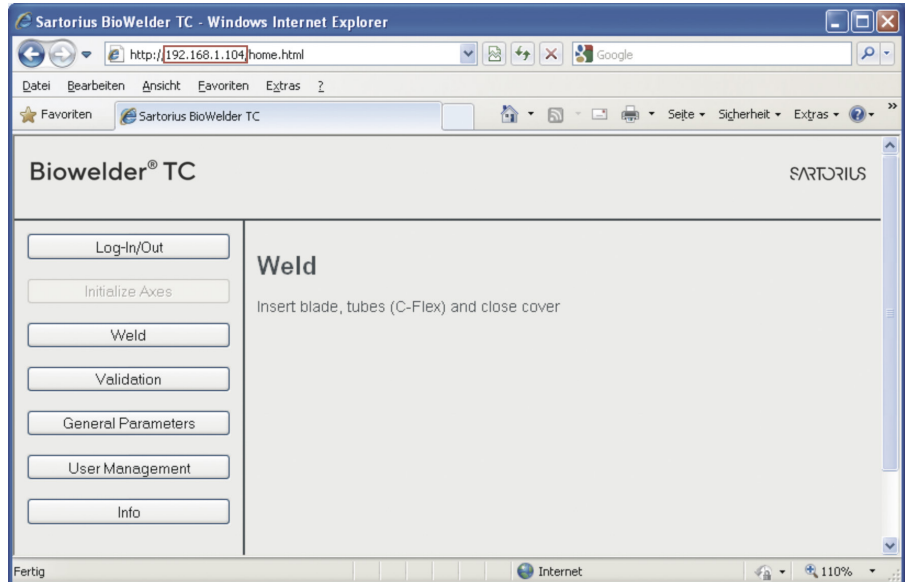 Sartorius BioWelder TC - Windows Internet Explorer
http://192.168.1.104/home.html
Google
Datei Bearbeiten Ansicht Favoriten Extras ?
Favoriten Sartorius BioWelder TC Seite Sicherheit Extras »
Biowelder® TC
SARTORIUS
Log-In/Out
Initialize Axes
Weld
Validation
General Parameters
User Management
Info
Weld
Insert blade, tubes (C-Flex) and close cover
Fertig Internet 110%